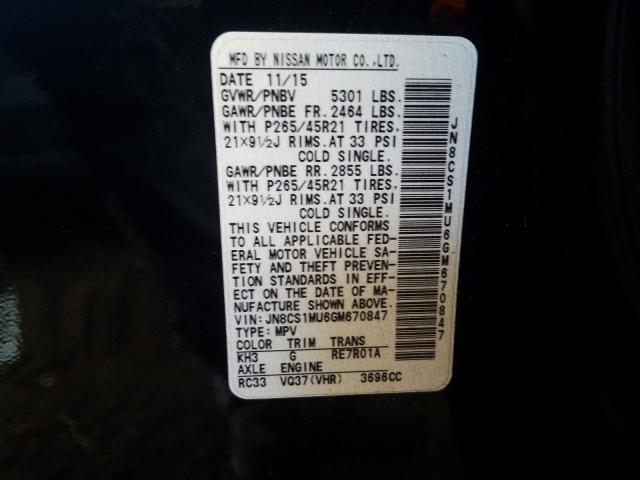 MFD BY NISSAN MOTOR CO.,LTD.
DATE 11/15
GVWR/PNBV 5301 LBS.
GAWR/PNBE FR. 2464 LBS.
WITH P265/45R21 TIRES,
21×9½J RIMS. AT 33 PSI
COLD SINGLE.
GAWR/PNBE RR. 2855 LBS.
WITH P265/45R21 TIRES,
21×9½J RIMS. AT 33 PSI
COLD SINGLE.
THIS VEHICLE CONFORMS
TO ALL APPLICABLE FED-
ERAL MOTOR VEHICLE SA-
FETY AND THEFT PREVEN-
TION STANDARDS IN EFF-
ECT ON THE DATE OF MA-
NUFACTURE SHOWN ABOVE.
VIN:JN8CS1MU6GM670847
TYPE: MPV
COLOR TRIM TRANS
KH3 G RE7R01A
AXLE ENGINE
RC33 VQ37(VHR) 3696CC
JN8CS1MU6GM670847